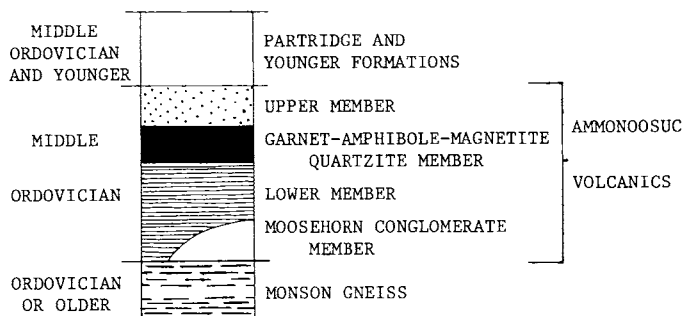 MIDDLE
ORDOVICIAN
AND YOUNGER
PARTRIDGE AND
YOUNGER FORMATIONS
UPPER MEMBER
MIDDLE
GARNET-AMPHIBOLE-MAGNETITE
QUARTZITE MEMBER
AMMONOOSUC
VOLCANICS
ORDOVICIAN
LOWER MEMBER
MOOSEHORN CONGLOMERATE
MEMBER
ORDOVICIAN
OR OLDER
MONSON GNEISS